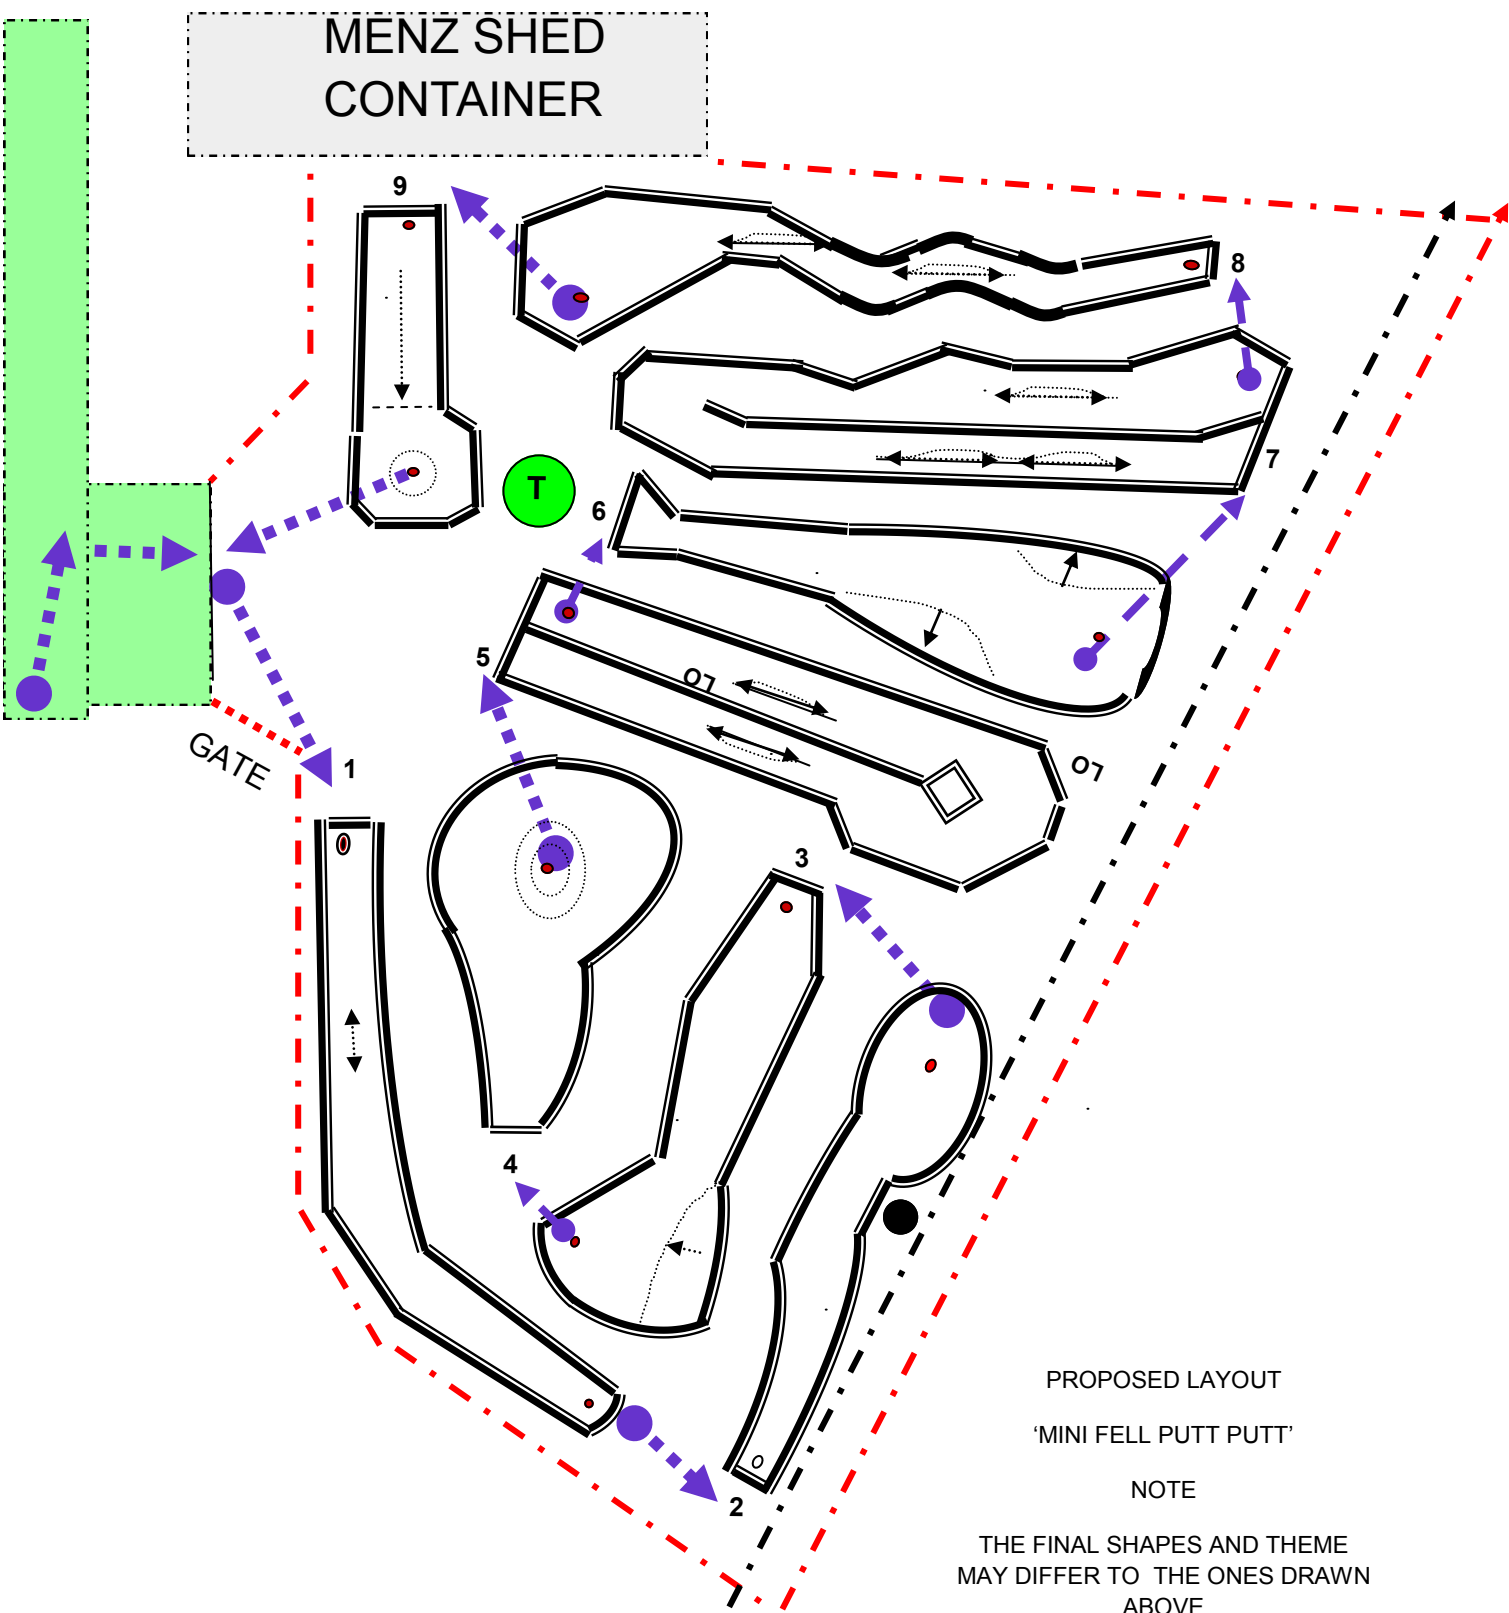 MENZ SHED
CONTAINER
9
8
7
T
6
5
LO
LO
GATE
1
3
4
2
PROPOSED LAYOUT
‘MINI FELL PUTT PUTT’
NOTE
THE FINAL SHAPES AND THEME
MAY DIFFER TO THE ONES DRAWN
ABOVE